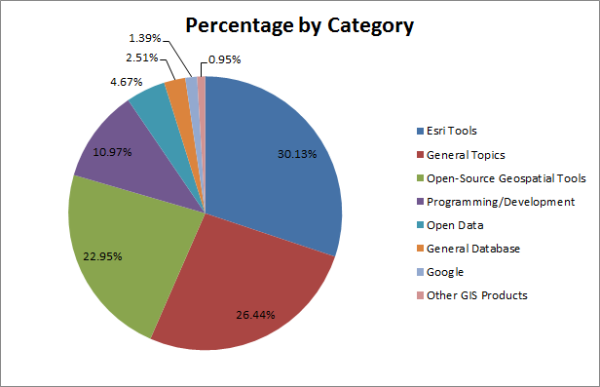 Percentage by Category
1.39%
0.95%
2.51%
4.67%
10.97%
30.13%
22.95%
26.44%
Esri Tools
General Topics
Open-Source Geospatial Tools
Programming/Development
Open Data
General Database
Google
Other GIS Products